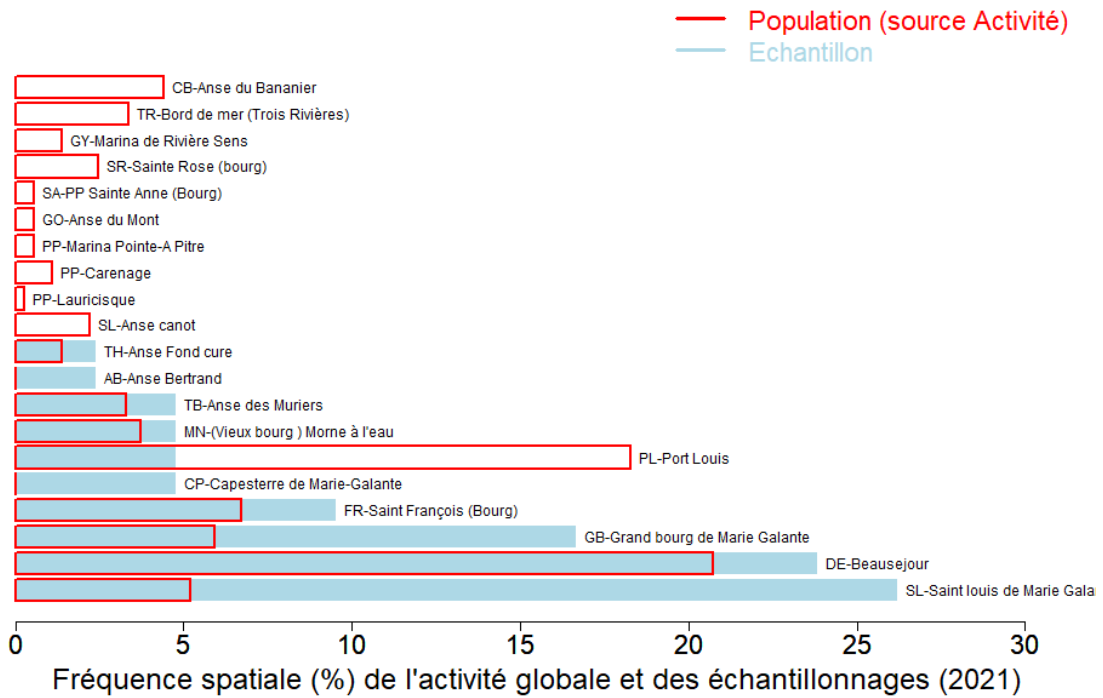 Population (source Activité)
Echantillon
CB-Anse du Bananier
TR-Bord de mer (Trois Rivières)
GY-Marina de Rivière Sens
SR-Sainte Rose (bourg)
SA-PP Sainte Anne (Bourg)
GO-Anse du Mont
PP-Marina Pointe-A Pitre
PP-Carenage
PP-Lauricisque
SL-Anse canot
TH-Anse Fond cure
AB-Anse Bertrand
TB-Anse des Muriers
MN-(Vieux bourg ) Morne à l'eau
PL-Port Louis
CP-Capesterre de Marie-Galante
FR-Saint François (Bourg)
GB-Grand bourg de Marie Galante
DE-Beausejour
SL-Saint louis de Marie Gala
0 5 10 15 20 25 30
Fréquence spatiale (%) de l'activité globale et des échantillonnages (2021)